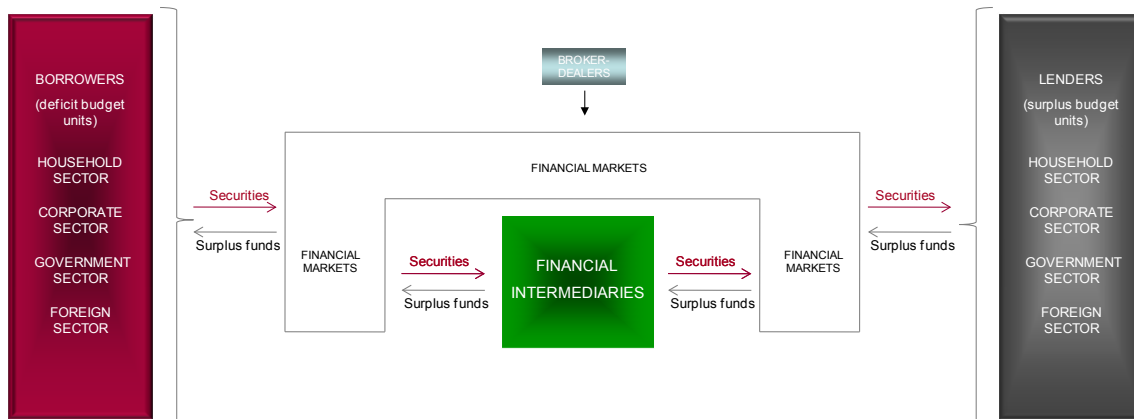 BORROWERS
(deficit budget
units)
HOUSEHOLD
SECTOR
CORPORATE
SECTOR
GOVERNMENT
SECTOR
FOREIGN
SECTOR
Securities
Surplus funds
BROKER-
DEALERS
FINANCIAL MARKETS
FINANCIAL
MARKETS
Securities
Surplus funds
FINANCIAL
INTERMEDIARIES
Securities
Surplus funds
FINANCIAL
MARKETS
Securities
Surplus funds
LENDERS
(surplus budget
units)
HOUSEHOLD
SECTOR
CORPORATE
SECTOR
GOVERNMENT
SECTOR
FOREIGN
SECTOR